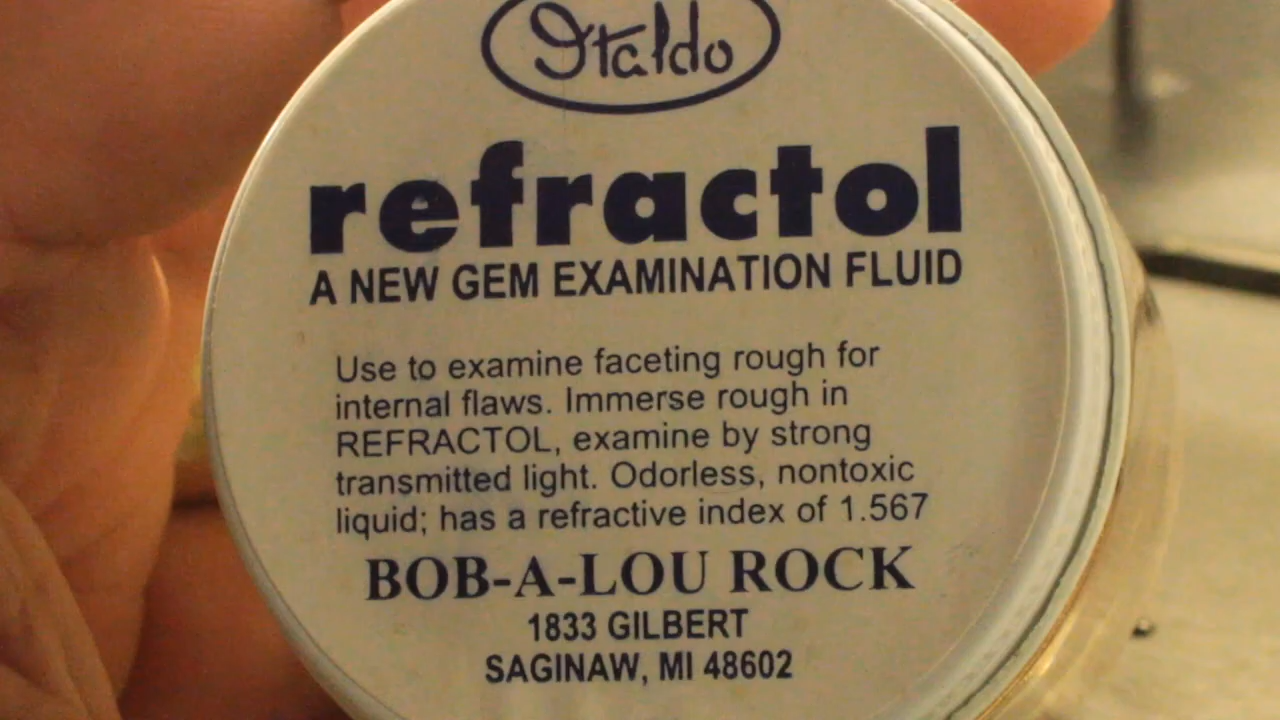 Italdo
refractol
A NEW GEM EXAMINATION FLUID
Use to examine faceting rough for
internal flaws. Immerse rough in
REFRACTOL, examine by strong
transmitted light. Odorless, nontoxic
liquid; has a refractive index of 1.567
BOB-A-LOU ROCK
1833 GILBERT
SAGINAW, MI 48602